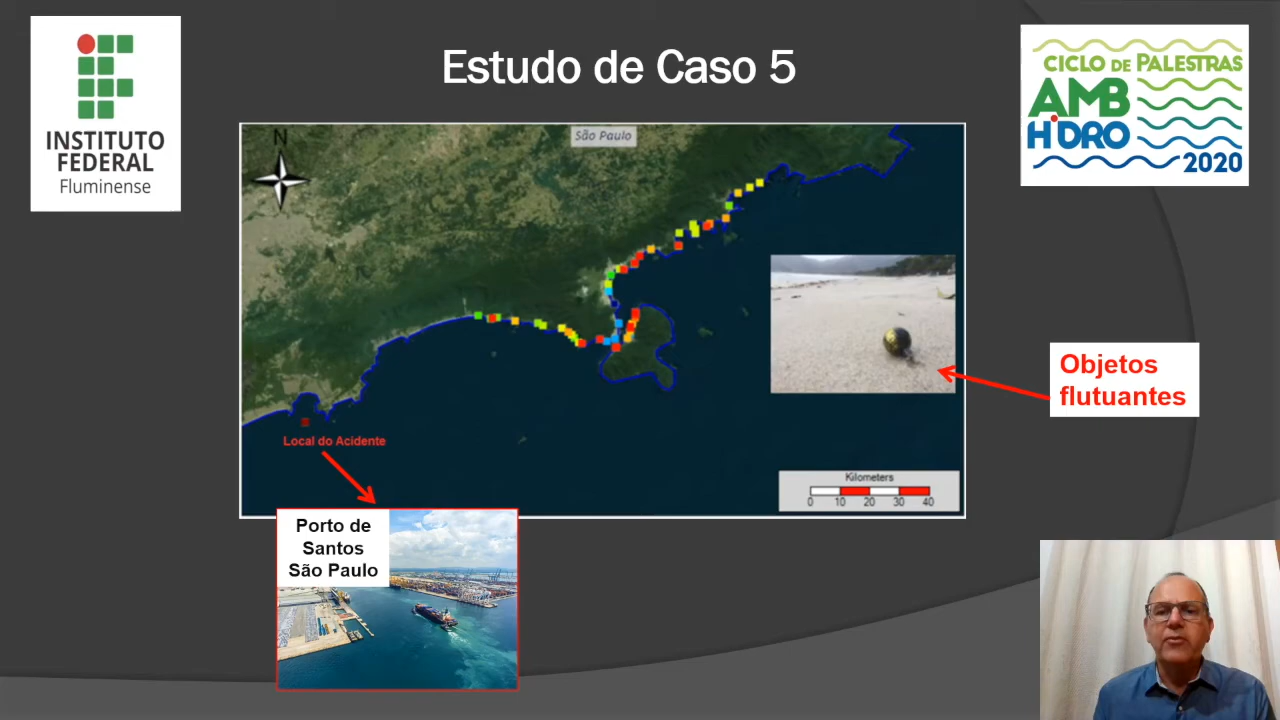 INSTITUTO
FEDERAL
Fluminense
Estudo de Caso 5
CICLO DE PALESTRAS
AMB
HIDRO
2020
N
São Paulo
Objetos
flutuantes
Local do Acidente
Kilometers
0 10 20 30 40
Porto de
Santos
São Paulo